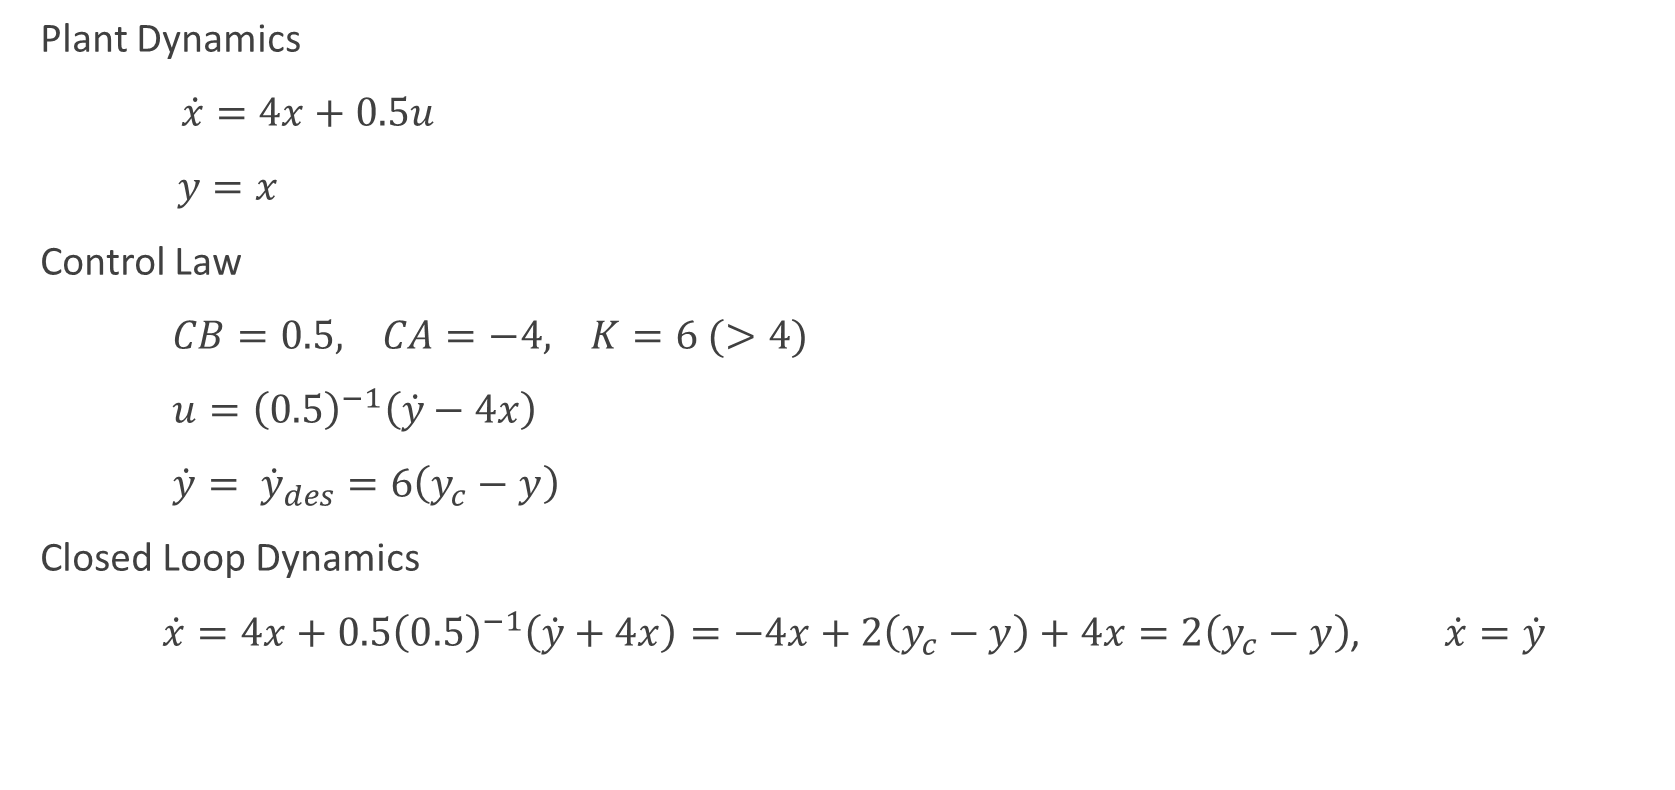 Plant Dynamics
ẋ = 4x + 0.5u
y = x
Control Law
CB = 0.5, CA = −4, K = 6 (> 4)
u = (0.5)⁻¹(ẏ − 4x)
ẏ = ẏ_des = 6(y_c − y)
Closed Loop Dynamics
ẋ = 4x + 0.5(0.5)⁻¹(ẏ + 4x) = −4x + 2(y_c − y) + 4x = 2(y_c − y), ẋ = ẏ